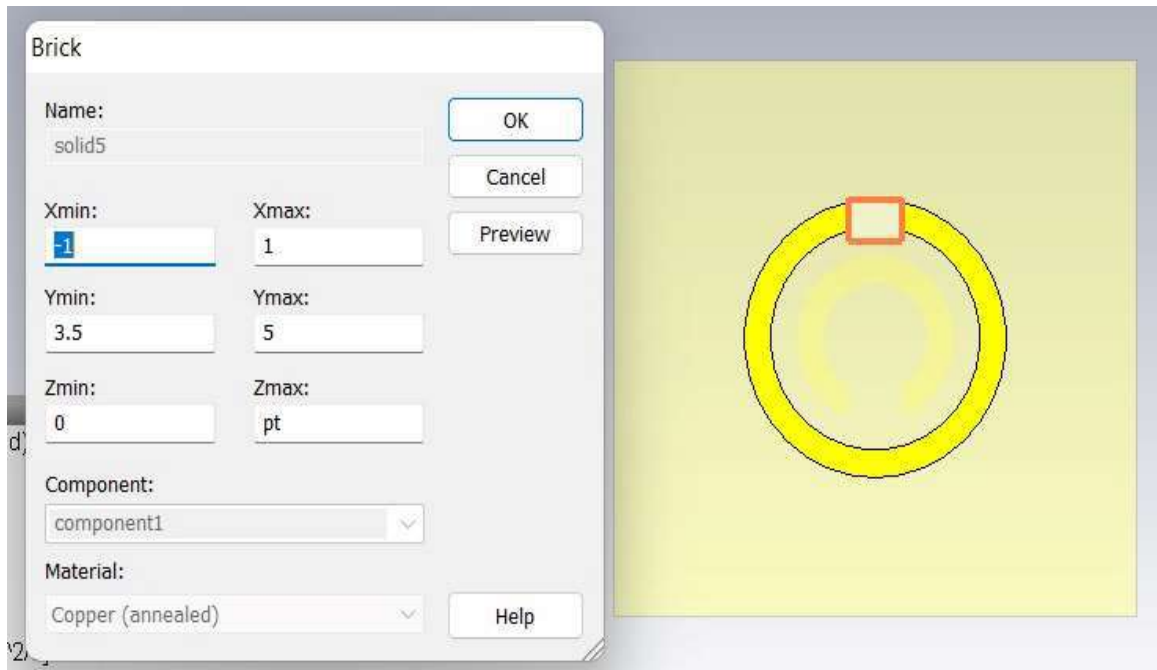 Brick
Name:
OK
solid5
Cancel
Xmin:
Xmax:
Preview
-1
1
Ymin:
Ymax:
3.5
5
Zmin:
Zmax:
0
pt
d)
Component:
component1
Material:
Copper (annealed)
Help